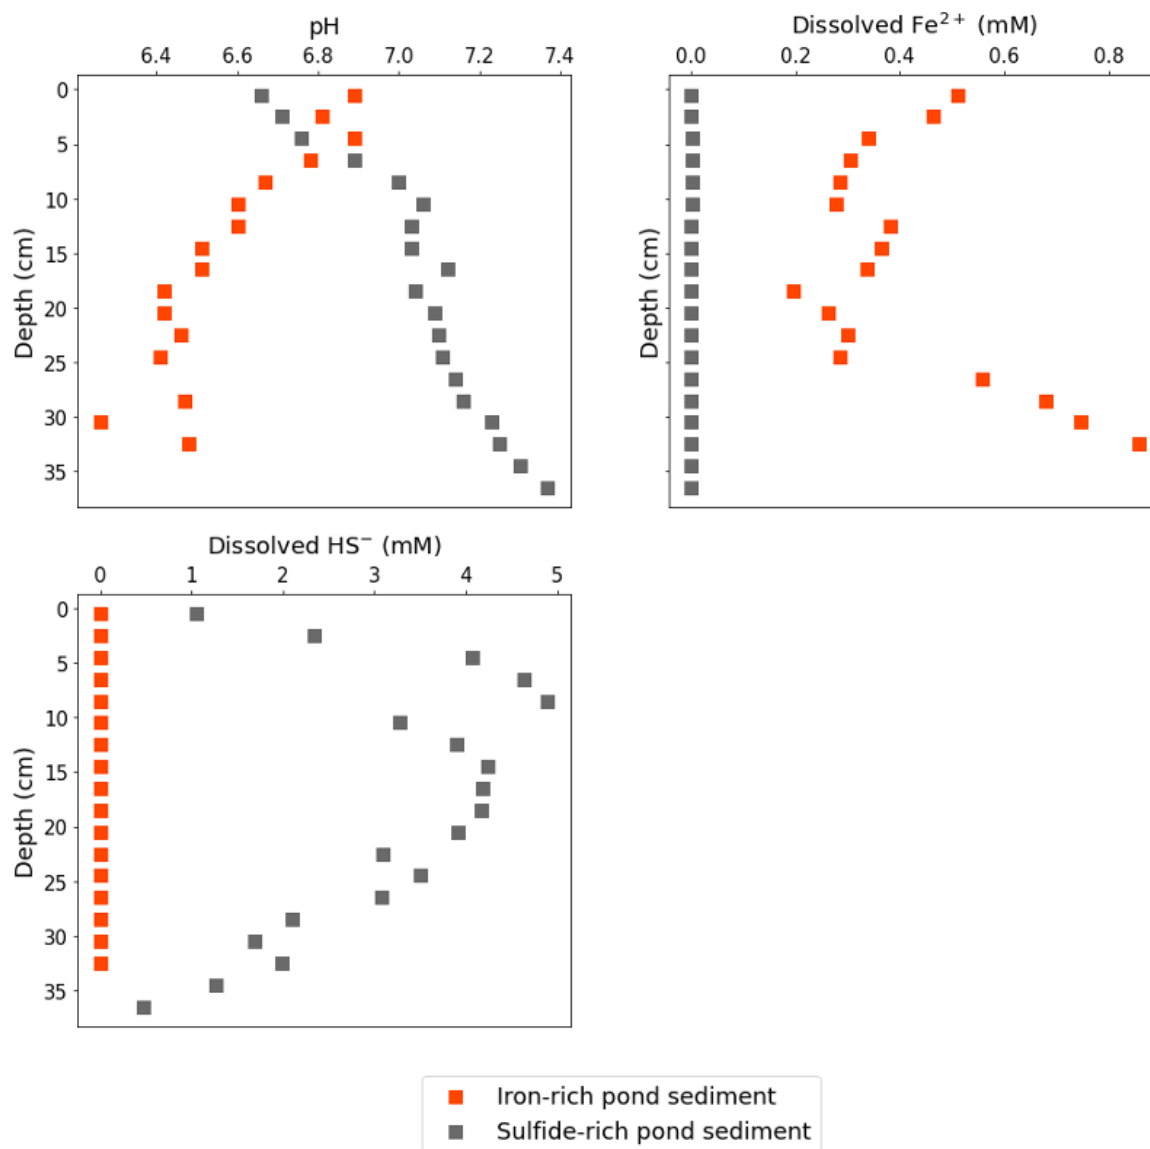 pH
6.4 6.6 6.8 7.0 7.2 7.4
0
5
10
15
20
25
30
35
Depth (cm)
Dissolved Fe²⁺ (mM)
0.0 0.2 0.4 0.6 0.8
Depth (cm)
Dissolved HS⁻ (mM)
0 1 2 3 4 5
0
5
10
15
20
25
30
35
Depth (cm)
Iron-rich pond sediment
Sulfide-rich pond sediment